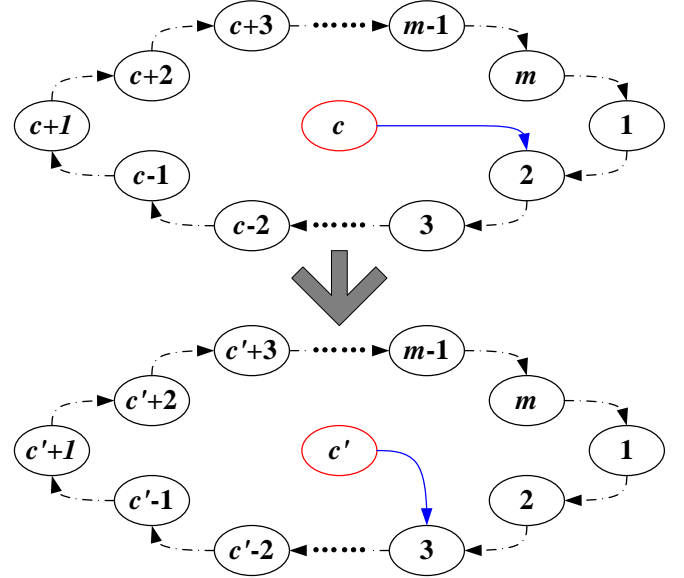 c+3 ······ m-1
c+2 m
c+1 c 1
c-1 2
c-2 ······ 3
c'+3 ······ m-1
c'+2 m
c'+1 c' 1
c'-1 2
c'-2 ······ 3